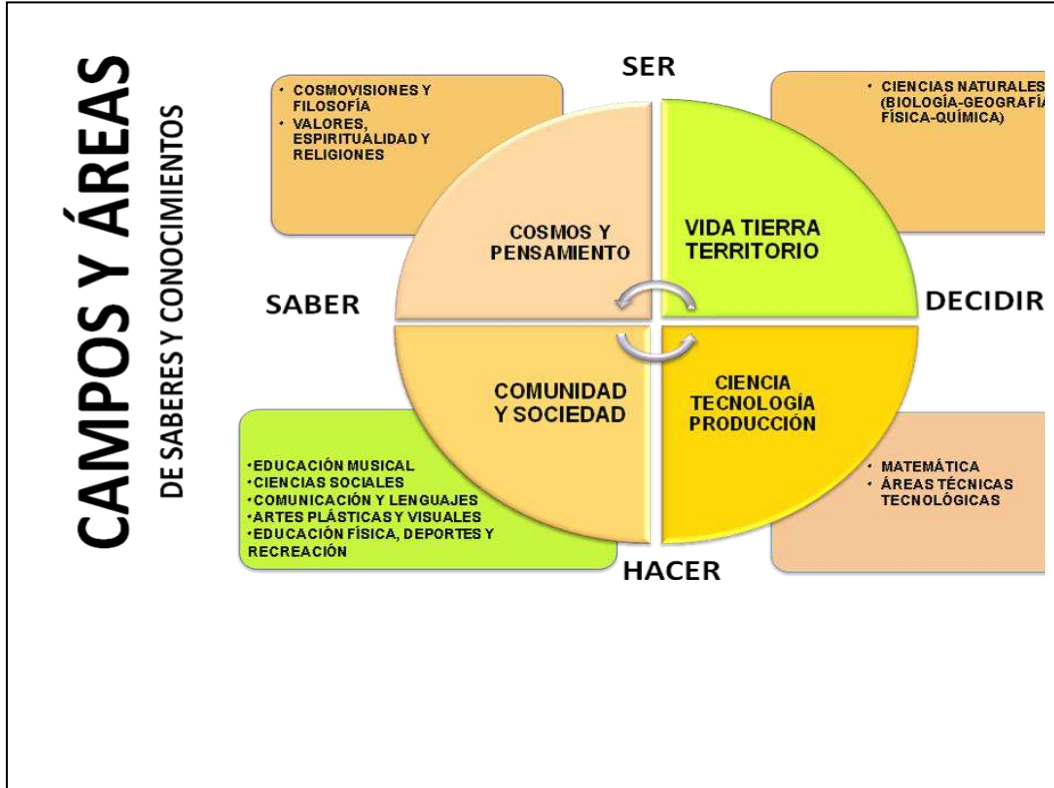 CAMPOS Y ÁREAS
DE SABERES Y CONOCIMIENTOS
SER
• COSMOVISIONES Y
FILOSOFÍA
• VALORES,
ESPIRITUALIDAD Y
RELIGIONES
• CIENCIAS NATURALES
(BIOLOGÍA-GEOGRAFÍA
FÍSICA-QUÍMICA)
COSMOS Y
PENSAMIENTO
VIDA TIERRA
TERRITORIO
SABER
DECIDIR
COMUNIDAD
Y SOCIEDAD
CIENCIA
TECNOLOGÍA
PRODUCCIÓN
•EDUCACIÓN MUSICAL
•CIENCIAS SOCIALES
•COMUNICACIÓN Y LENGUAJES
•ARTES PLÁSTICAS Y VISUALES
•EDUCACIÓN FÍSICA, DEPORTES Y
RECREACIÓN
• MATEMÁTICA
• ÁREAS TÉCNICAS
TECNOLÓGICAS
HACER